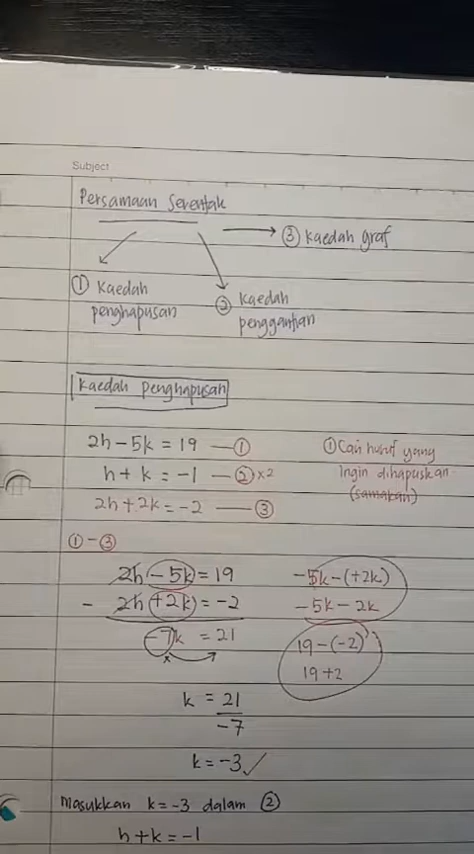 Subject
Persamaan Serentak
③ Kaedah graf
① Kaedah penghapusan
② Kaedah penggantian
Kaedah penghapusan
2h - 5k = 19 — ①
h + k = -1 — ② ×2
2h + 2k = -2 — ③
① Cari huruf yang
ingin dihapuskan
(samakan)
① - ③
2h - 5k = 19
- 2h + 2k = -2
-7k = 21
×
-5k - (+2k)
-5k - 2k
19 - (-2)
19 + 2
k = 21
-7
k = -3 ✓
Masukkan k = -3 dalam ②
h + k = -1